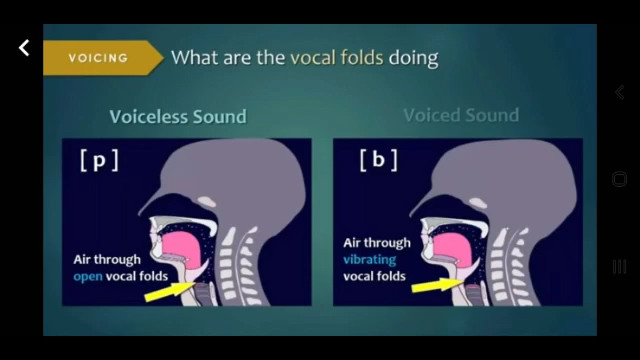 VOICING
What are the vocal folds doing
Voiceless Sound
Voiced Sound
[ p ]
Air through
open vocal folds
[ b ]
Air through
vibrating
vocal folds